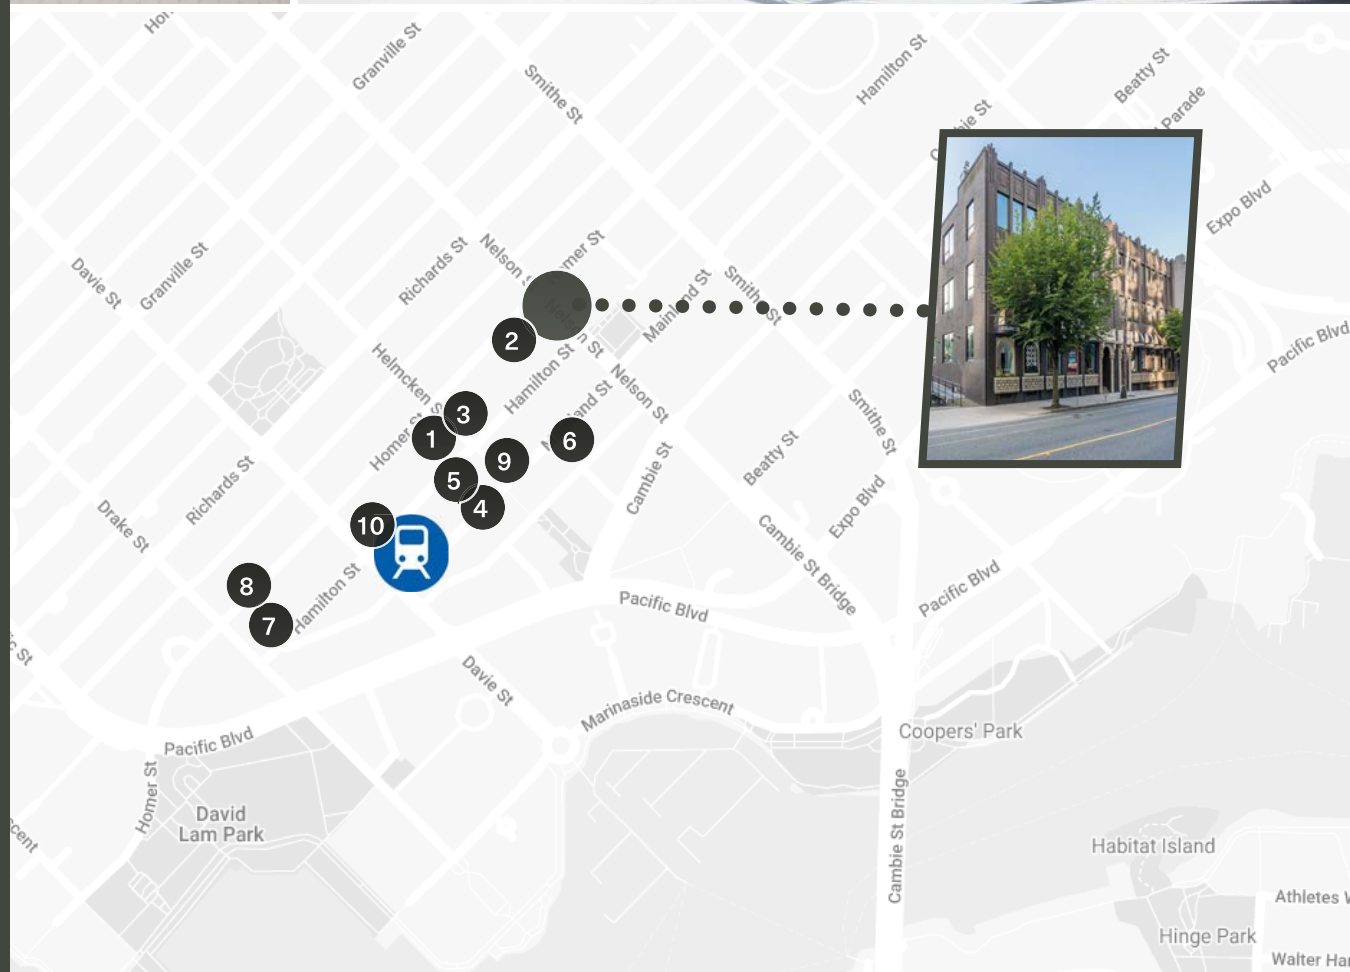 Granville St
Smithe St
Hamilton St
Beatty St
Parade
Expo Blvd
Davie St
Granville St
Richards St
Nelson S
mer St
Mainland St
Smithe St
Pacific Blvd
2
Helmcken S
Hamilton St
Nelson St
3
1
Homer St
9
6
5
4
Cambie St
Beatty St
Smithe St
Richards St
Drake St
10
Expo Blvd
Cambie St Bridge
8
7
Hamilton St
Pacific Blvd
Pacific Blvd
Davie St
Marinaside Crescent
Coopers' Park
Pacific Blvd
Homer St
David
Lam Park
Cambie St Bridge
Habitat Island
Athletes W
Hinge Park
Walter Har